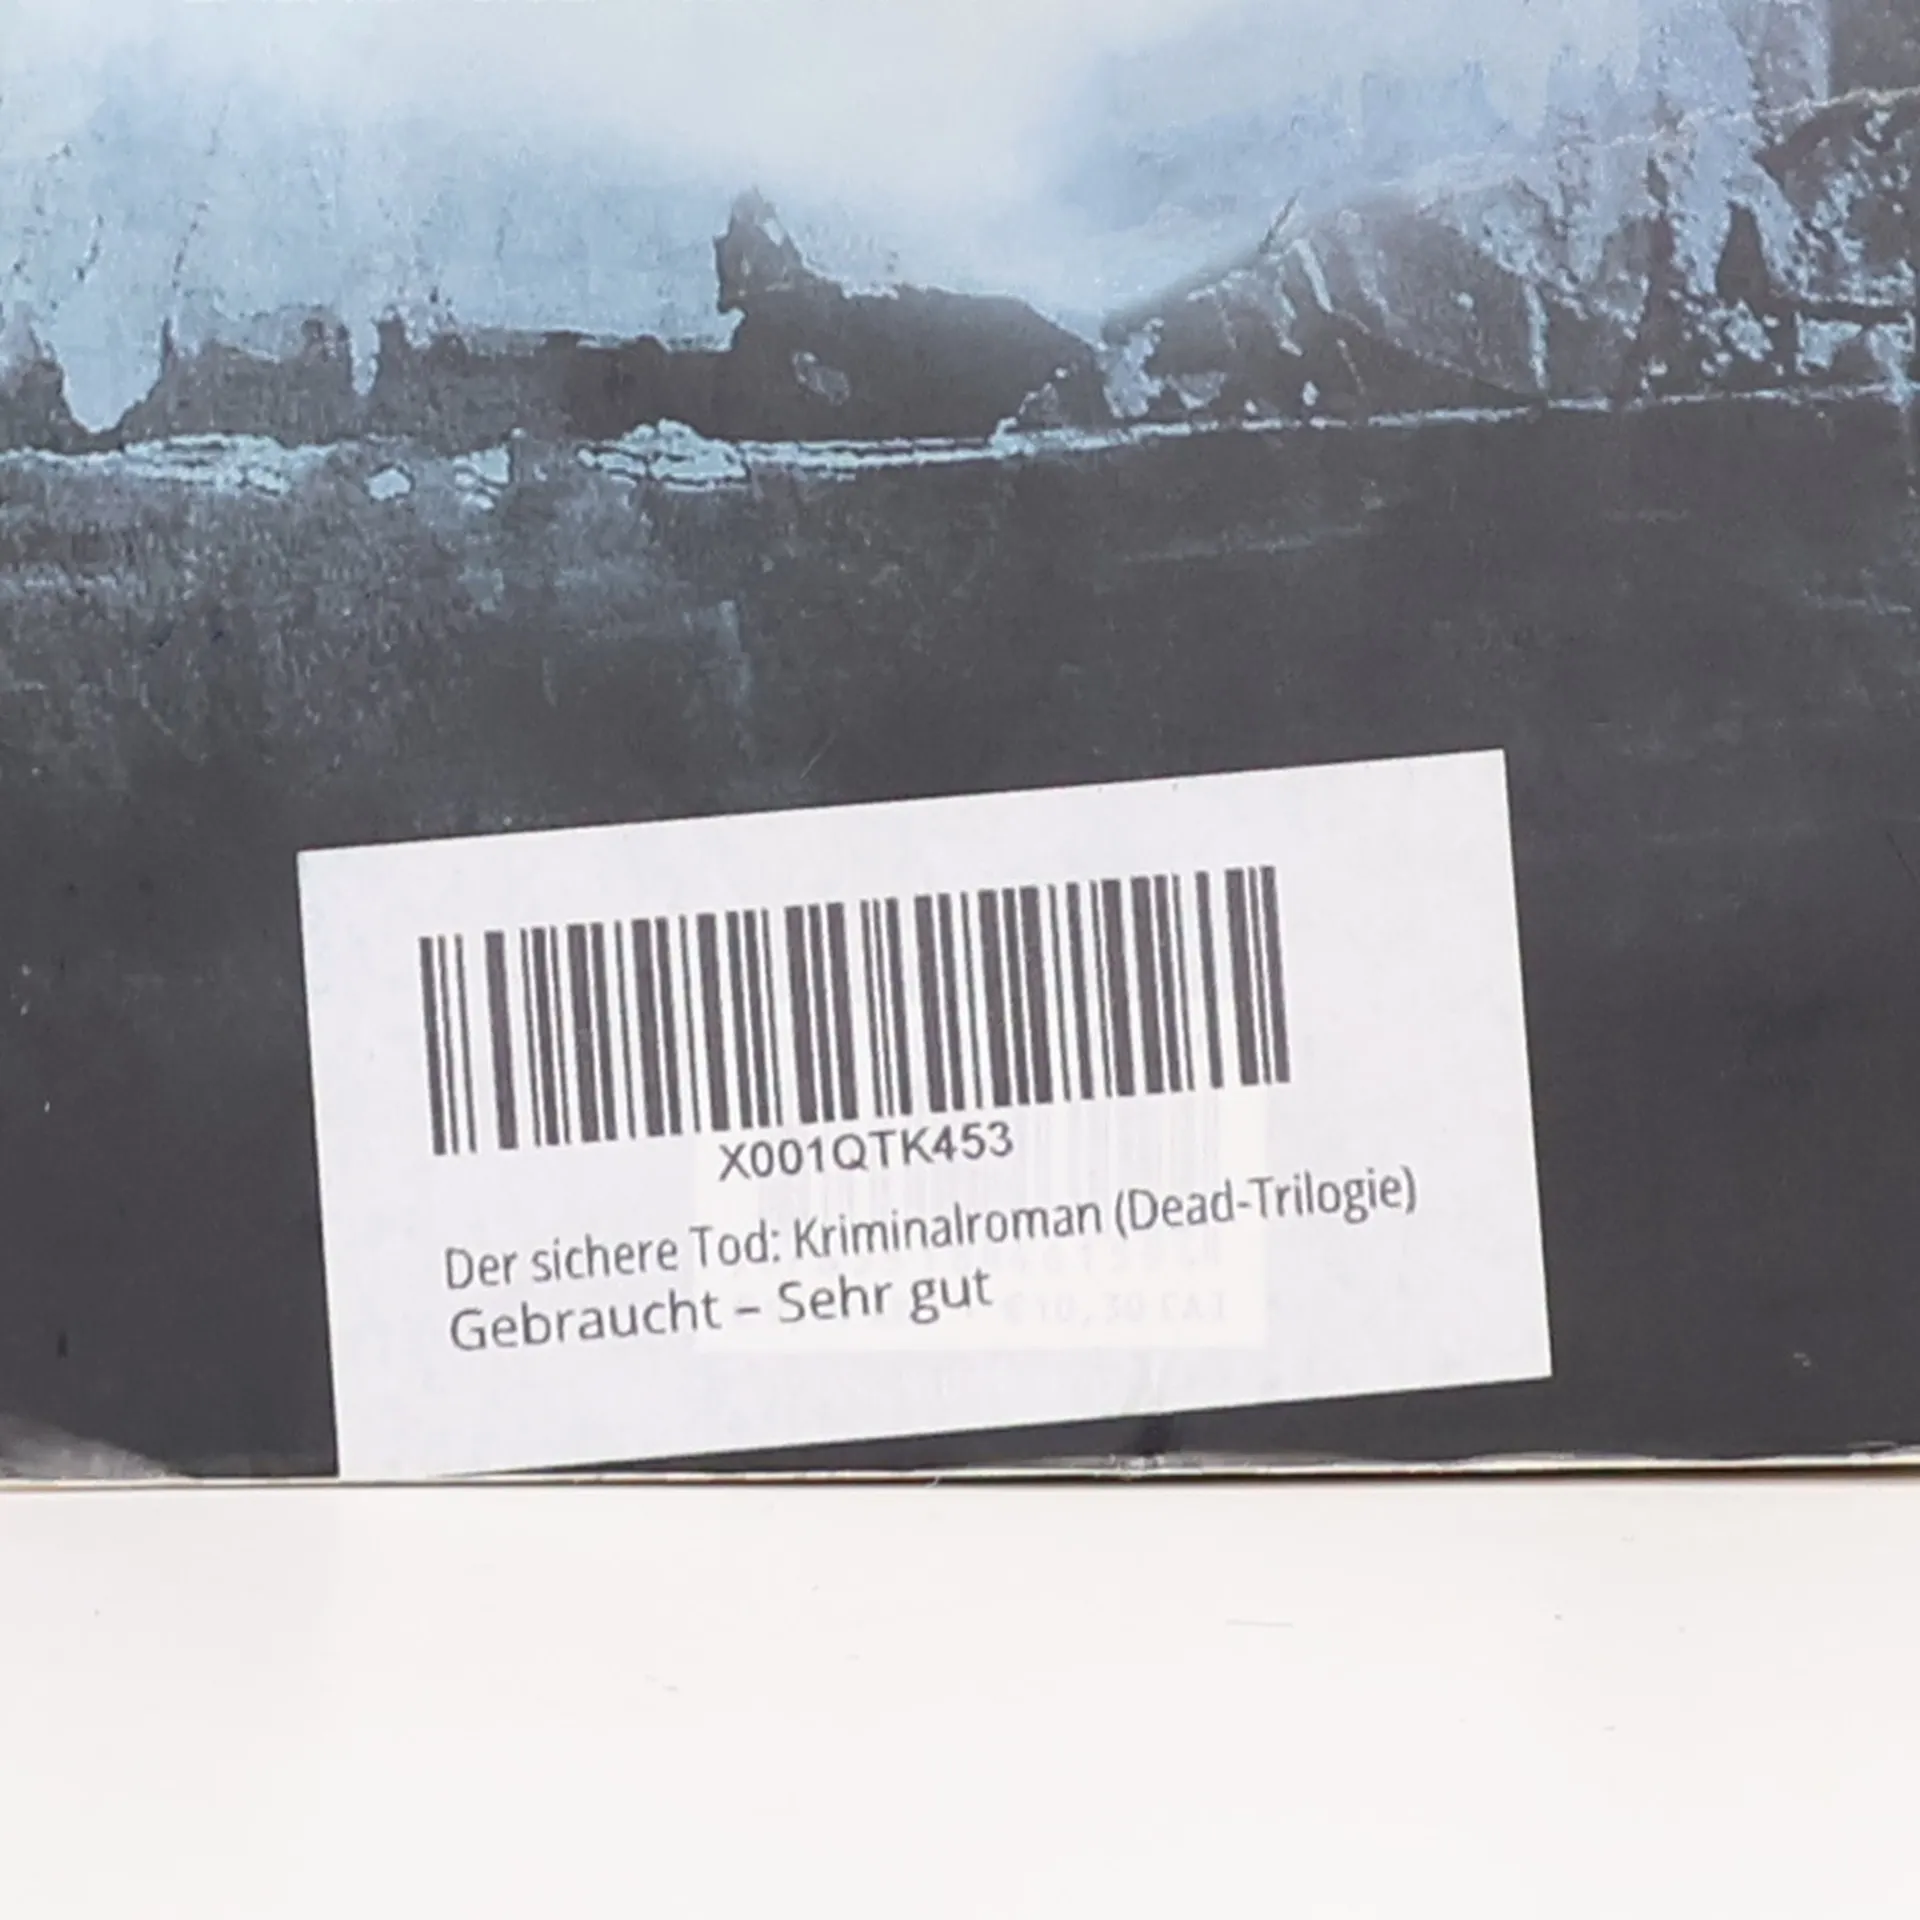 X001QTK453
Der sichere Tod: Kriminalroman (Dead-Trilogie)
Gebraucht – Sehr gut